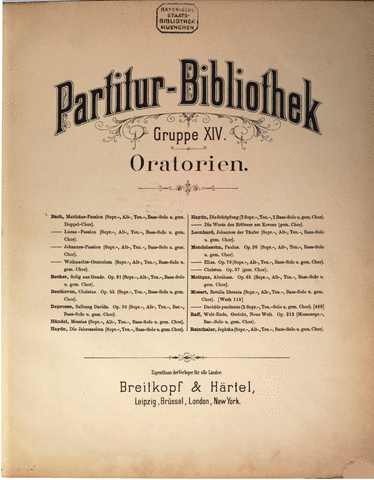 BAYERISCHE
STAATS-
BIBLIOTHEK
MUENCHEN
Partitur-Bibliothek
Gruppe XIV.
Oratorien.
Bach, Matthäus-Passion (Sopr.-, Alt-, Ten.-, Bass-Solo u. gem.
Doppel-Chor).
—— Lucas-Passion (Sopr.-, Alt-, Ten.-, Bass-Solo u. gem.
Chor).
—— Johannes-Passion (Sopr.-, Alt-, Ten.-, Bass-Solo u. gem.
Chor).
—— Weihnachts-Oratorium (Sopr.-, Alt-, Ten.-, Bass-Solo u.
gem. Chor).
Becker, Selig aus Gnade. Op. 61 (Sopr.-, Alt-, Ten.-, Bass-Solo
u. gem. Chor).
Beethoven, Christus. Op. 85 (Sopr.-, Ten.-, Bass-Solo u. gem.
Chor).
Deprosse, Salbung Davids. Op. (Sopr.-, Alt-, Ten.-, Bar.-,
Bass-Solo u. gem. Chor).
Händel, Messias (Sopr.-, Alt-, Ten.-, Bass-Solo u. gem. Chor).
Haydn, Die Jahreszeiten (Sopr.-, Ten.-, Bass-Solo u. gem. Chor).
Haydn, Die Schöpfung (2 Sopr.-, Ten.-, 2 Bass-Solo u. gem. Chor).
—— Die Worte des Erlösers am Kreuze (gem. Chor).
Leonhard, Johannes der Täufer (Sopr.-, Alt-, Ten.-, Bass-Solo
u. gem. Chor).
Mendelssohn, Paulus. Op. 36 (Sopr.-, Alt-, Ten.-, Bass-Solo
u. gem. Chor).
—— Elias. Op. 70 (Sopr.-, Alt-, Ten.-, Bass-Solo u. gem. Chor).
—— Christus. Op. 97 (gem. Chor).
Molique, Abraham. Op. 65 (Sopr.-, Alt-, Ten.-, Bass-Solo u.
gem. Chor).
Mozart, Betulia liberata (Sopr.-, Alt-, Ten.-, Bass-Solo u. gem.
Chor). [Werk 118]
—— Davidde penitente (2 Sopr.-, Ten.-Solo u. gem. Chor). [469]
Raff, Welt-Ende, Gericht, Neue Welt. Op. 212 (Mezzosopr.-,
Bar.-Solo u. gem. Chor).
Reinthaler, Jephtha (Sopr.-, Alt-, Ten.-, Bass-Solo u. gem. Chor).
Eigenthum der Verleger für alle Länder.
Breitkopf & Härtel,
Leipzig, Brüssel, London, New York.